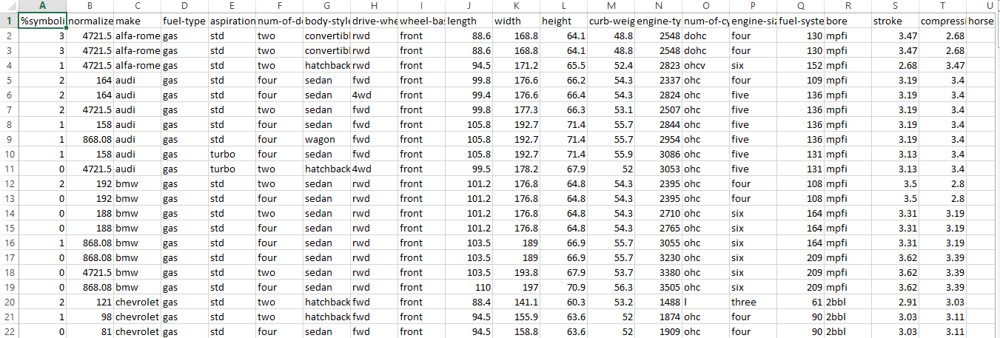 A B C D E F G H I J K L M N O P Q R S T U
1 %symboli normalize make fuel-type aspiration num-of-do body-style drive-whe wheel-bas length width height curb-weig engine-ty num-of-cy engine-siz fuel-syste bore stroke compressi horse
2 3 4721.5 alfa-rome gas std two convertibl rwd front 88.6 168.8 64.1 48.8 2548 dohc four 130 mpfi 3.47 2.68
3 3 4721.5 alfa-rome gas std two convertibl rwd front 88.6 168.8 64.1 48.8 2548 dohc four 130 mpfi 3.47 2.68
4 1 4721.5 alfa-rome gas std two hatchback rwd front 94.5 171.2 65.5 52.4 2823 ohcv six 152 mpfi 2.68 3.47
5 2 164 audi gas std four sedan fwd front 99.8 176.6 66.2 54.3 2337 ohc four 109 mpfi 3.19 3.4
6 2 164 audi gas std four sedan 4wd front 99.4 176.6 66.4 54.3 2824 ohc five 136 mpfi 3.19 3.4
7 2 4721.5 audi gas std two sedan fwd front 99.8 177.3 66.3 53.1 2507 ohc five 136 mpfi 3.19 3.4
8 1 158 audi gas std four sedan fwd front 105.8 192.7 71.4 55.7 2844 ohc five 136 mpfi 3.19 3.4
9 1 868.08 audi gas std four wagon fwd front 105.8 192.7 71.4 55.7 2954 ohc five 136 mpfi 3.19 3.4
10 1 158 audi gas turbo four sedan fwd front 105.8 192.7 71.4 55.9 3086 ohc five 131 mpfi 3.13 3.4
11 0 4721.5 audi gas turbo two hatchback 4wd front 99.5 178.2 67.9 52 3053 ohc five 131 mpfi 3.13 3.4
12 2 192 bmw gas std two sedan rwd front 101.2 176.8 64.8 54.3 2395 ohc four 108 mpfi 3.5 2.8
13 0 192 bmw gas std four sedan rwd front 101.2 176.8 64.8 54.3 2395 ohc four 108 mpfi 3.5 2.8
14 0 188 bmw gas std two sedan rwd front 101.2 176.8 64.8 54.3 2710 ohc six 164 mpfi 3.31 3.19
15 0 188 bmw gas std four sedan rwd front 101.2 176.8 64.8 54.3 2765 ohc six 164 mpfi 3.31 3.19
16 1 868.08 bmw gas std four sedan rwd front 103.5 189 66.9 55.7 3055 ohc six 164 mpfi 3.31 3.19
17 0 868.08 bmw gas std four sedan rwd front 103.5 189 66.9 55.7 3230 ohc six 209 mpfi 3.62 3.39
18 0 4721.5 bmw gas std two sedan rwd front 103.5 193.8 67.9 53.7 3380 ohc six 209 mpfi 3.62 3.39
19 0 868.08 bmw gas std four sedan rwd front 110 197 70.9 56.3 3505 ohc six 209 mpfi 3.62 3.39
20 2 121 chevrolet gas std two hatchback fwd front 88.4 141.1 60.3 53.2 1488 l three 61 2bbl 2.91 3.03
21 1 98 chevrolet gas std two hatchback fwd front 94.5 155.9 63.6 52 1874 ohc four 90 2bbl 3.03 3.11
22 0 81 chevrolet gas std four sedan fwd front 94.5 158.8 63.6 52 1909 ohc four 90 2bbl 3.03 3.11